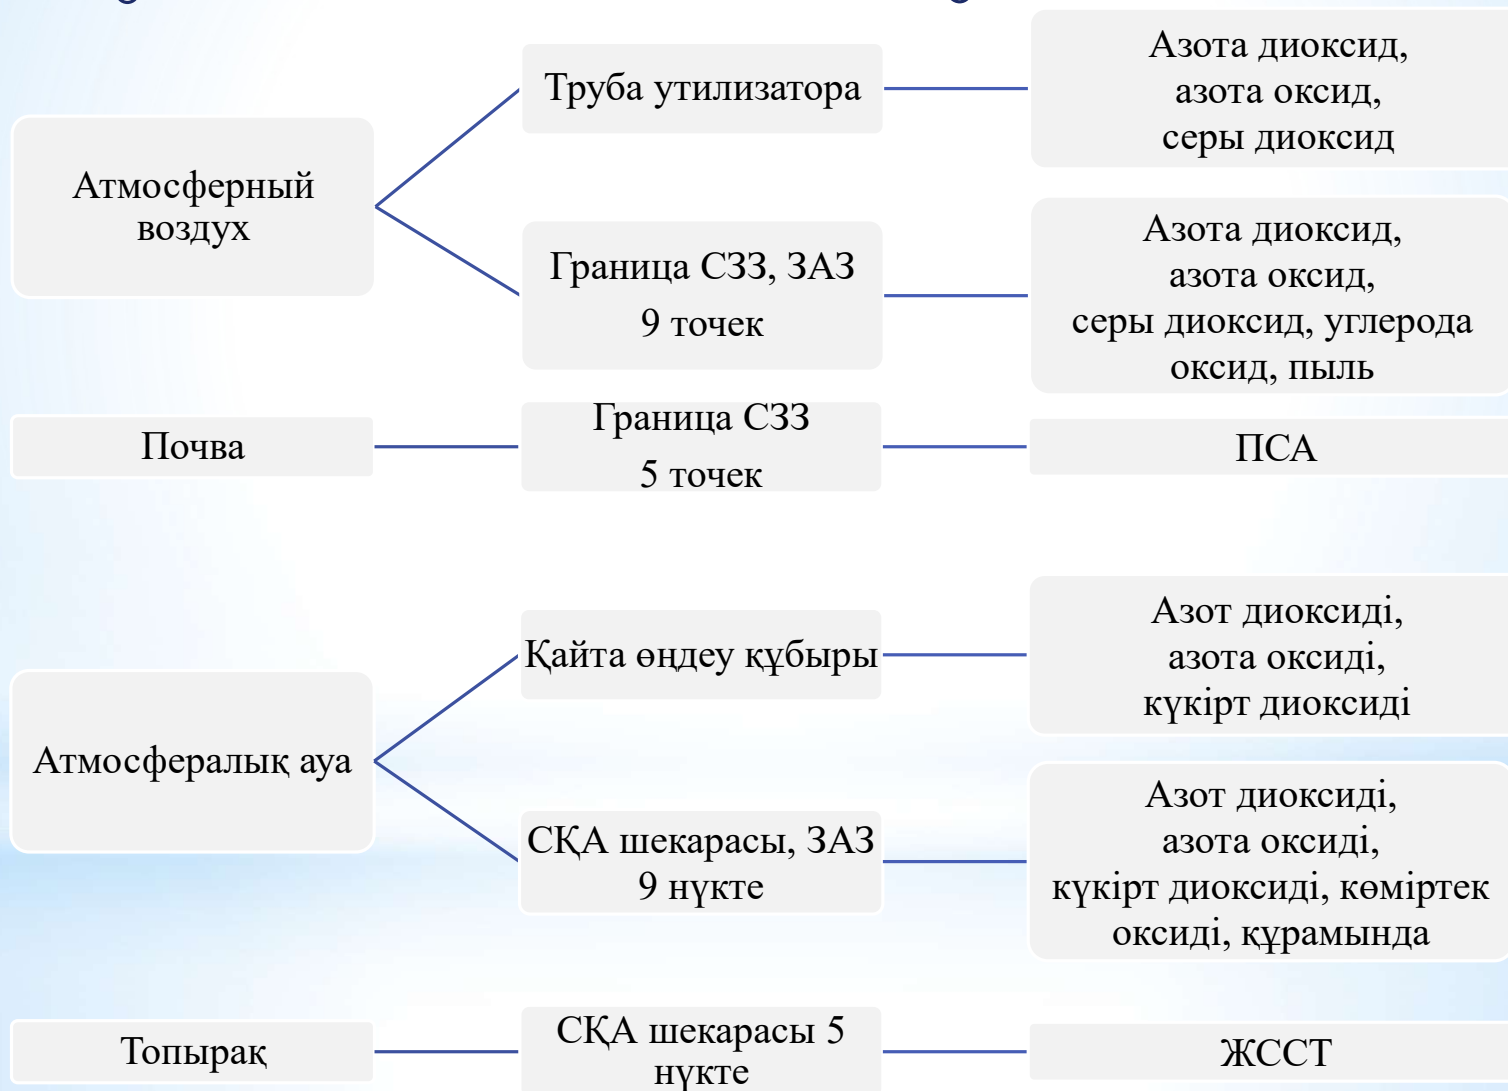 Труба утилизатора
Азота диоксид,
азота оксид,
серы диоксид
Атмосферный
воздух
Граница СЗЗ, ЗАЗ
9 точек
Азота диоксид,
азота оксид,
серы диоксид, углерода
оксид, пыль
Почва
Граница СЗЗ
5 точек
ПСА
Қайта өңдеу құбыры
Азот диоксиді,
азота оксиді,
күкірт диоксиді
Атмосфералық ауа
СҚА шекарасы, ЗАЗ
9 нүкте
Азот диоксиді,
азота оксиді,
күкірт диоксиді, көміртек
оксиді, құрамында
Топырақ
СҚА шекарасы 5
нүкте
ЖССТ